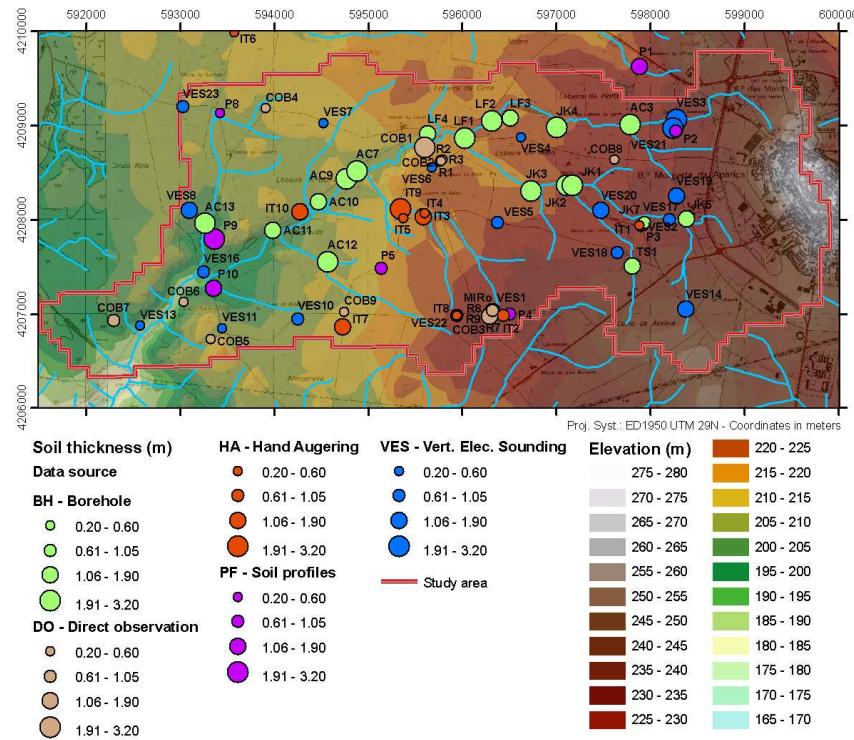 592000 593000 594000 595000 596000 597000 598000 599000 600000
4210000 4210000
IT6
P1
VES23 P8 COB4
VES7
LF4 LF2 LF3 JK4 AC3 VES3
4209000 4209000
COB1 LF1
R2 VES4 VES21 P2
AC7 COB2 R3 COB8
AC9 VES6 R1
VES8 IT9 JK3 JK1 VES19
AC13 IT10 AC10 IT4 JK2 VES20 VES17
P9 AC11 IT5 IT3 VES5 JK7 JK5
4208000 4208000
IT1 VES2
P3
VES16 AC12 P5 VES18 TS1
P10
COB6
COB7 VES13 VES11 VES10 COB9 IT8 MIRo VES1 VES14
4207000 4207000
R8 P4
COB5 IT7 VES22 R9 R7 IT2
COB3
Almoreva
4206000 4206000
Proj. Syst.: ED1950 UTM 29N - Coordinates in meters
Soil thickness (m)
Data source
BH - Borehole
0.20 - 0.60
0.61 - 1.05
1.06 - 1.90
1.91 - 3.20
DO - Direct observation
0.20 - 0.60
0.61 - 1.05
1.06 - 1.90
1.91 - 3.20
HA - Hand Augering
0.20 - 0.60
0.61 - 1.05
1.06 - 1.90
1.91 - 3.20
PF - Soil profiles
0.20 - 0.60
0.61 - 1.05
1.06 - 1.90
1.91 - 3.20
VES - Vert. Elec. Sounding
0.20 - 0.60
0.61 - 1.05
1.06 - 1.90
1.91 - 3.20
Study area
Elevation (m)
275 - 280
270 - 275
265 - 270
260 - 265
255 - 260
250 - 255
245 - 250
240 - 245
235 - 240
230 - 235
225 - 230
220 - 225
215 - 220
210 - 215
205 - 210
200 - 205
195 - 200
190 - 195
185 - 190
180 - 185
175 - 180
170 - 175
165 - 170